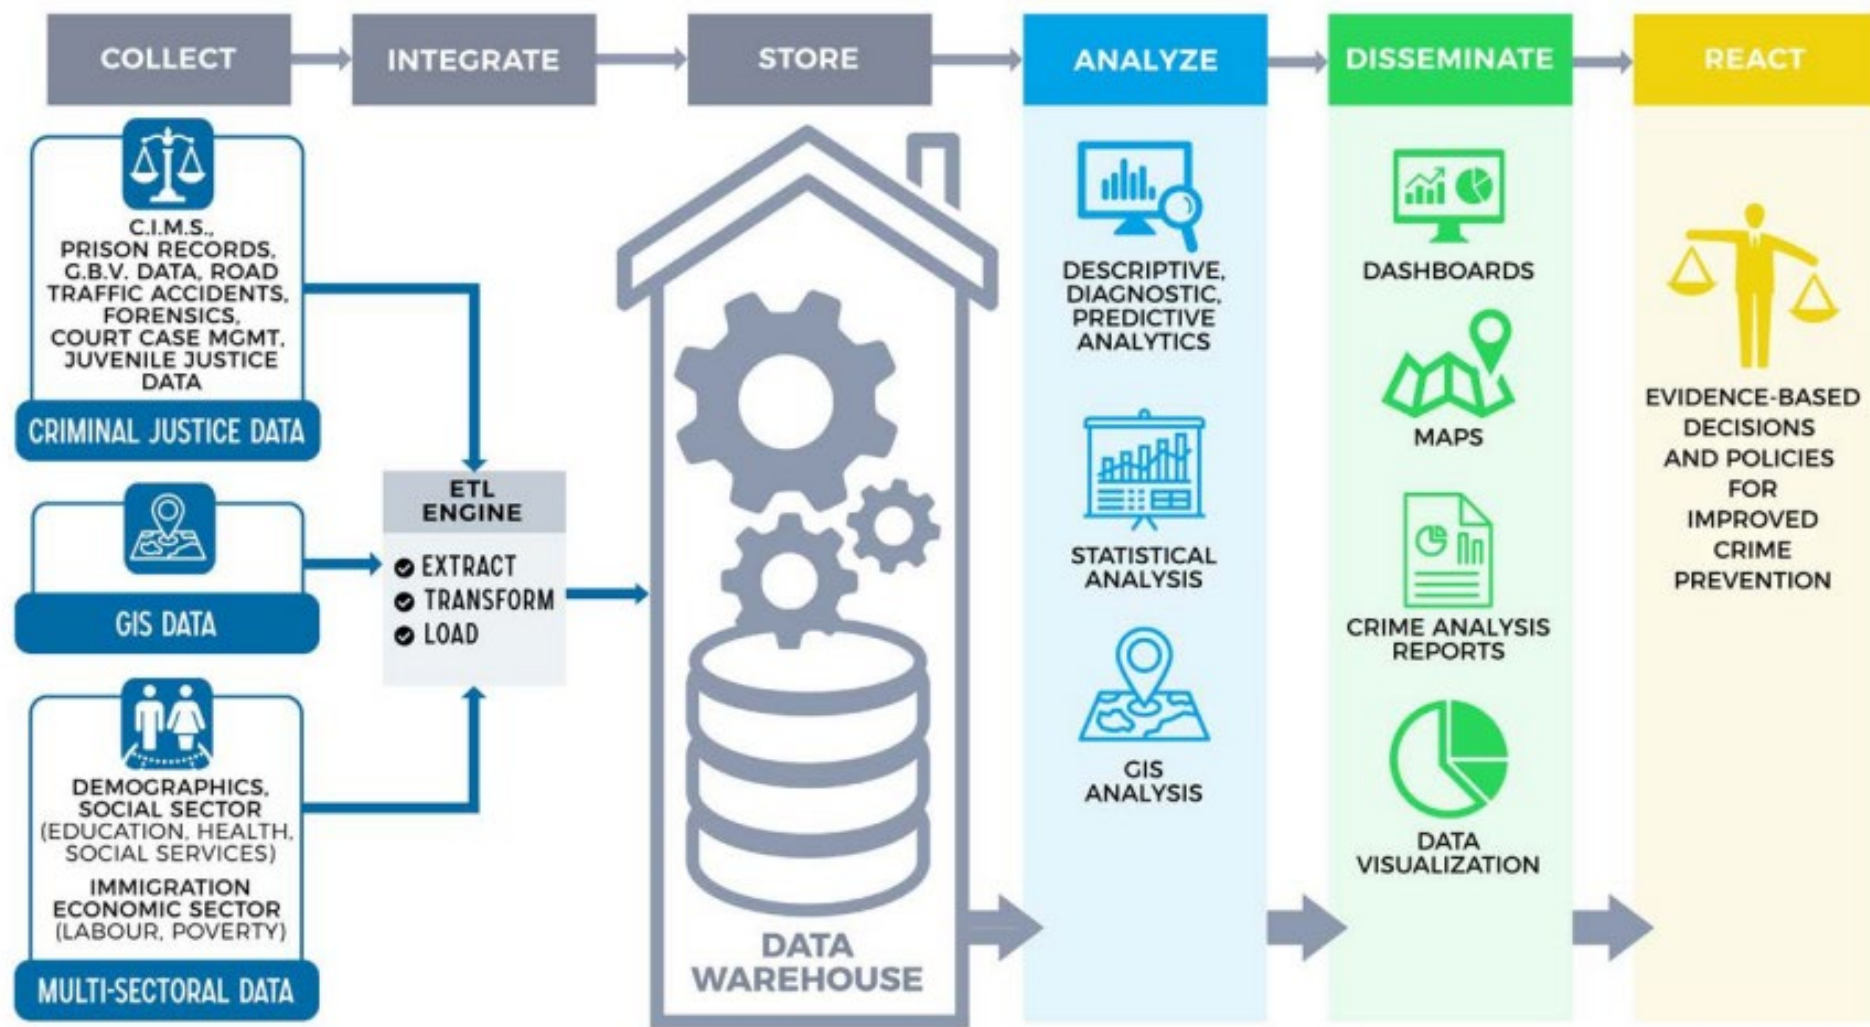 COLLECT
INTEGRATE
STORE
ANALYZE
DISSEMINATE
REACT
C.I.M.S.,
PRISON RECORDS,
G.B.V. DATA, ROAD
TRAFFIC ACCIDENTS,
FORENSICS,
COURT CASE MGMT,
JUVENILE JUSTICE
DATA
CRIMINAL JUSTICE DATA
GIS DATA
DEMOGRAPHICS,
SOCIAL SECTOR
(EDUCATION, HEALTH,
SOCIAL SERVICES)
IMMIGRATION
ECONOMIC SECTOR
(LABOUR, POVERTY)
MULTI-SECTORAL DATA
ETL
ENGINE
EXTRACT
TRANSFORM
LOAD
DATA
WAREHOUSE
DESCRIPTIVE,
DIAGNOSTIC,
PREDICTIVE
ANALYTICS
STATISTICAL
ANALYSIS
GIS
ANALYSIS
DASHBOARDS
MAPS
CRIME ANALYSIS
REPORTS
DATA
VISUALIZATION
EVIDENCE-BASED
DECISIONS
AND POLICIES
FOR
IMPROVED
CRIME
PREVENTION